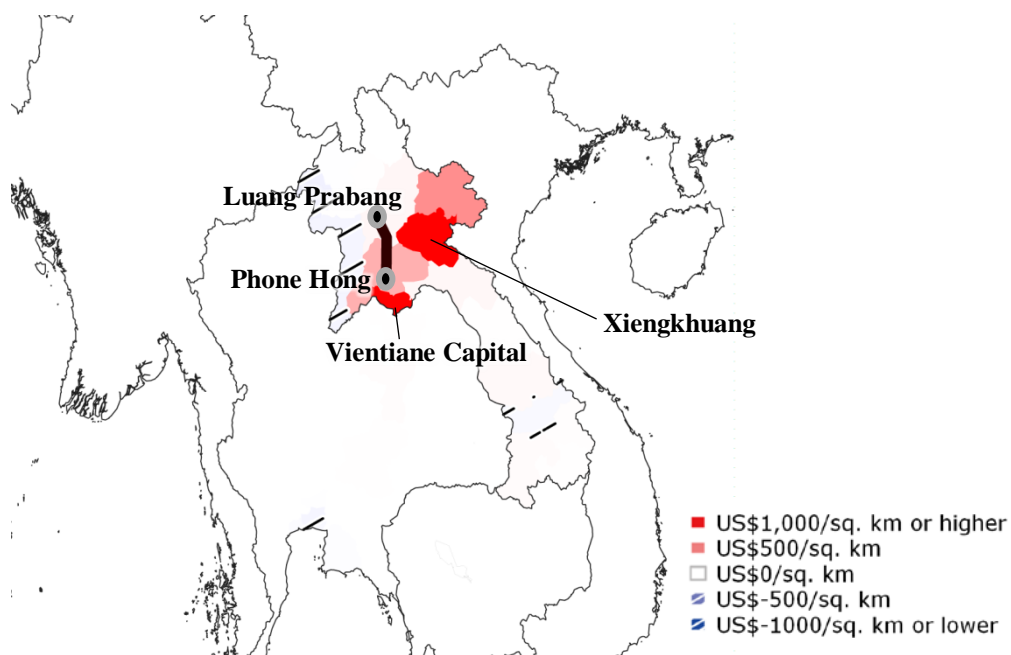 Luang Prabang
Phone Hong
Xiengkhuang
Vientiane Capital
US$1,000/sq. km or higher
US$500/sq. km
US$0/sq. km
US$-500/sq. km
US$-1000/sq. km or lower